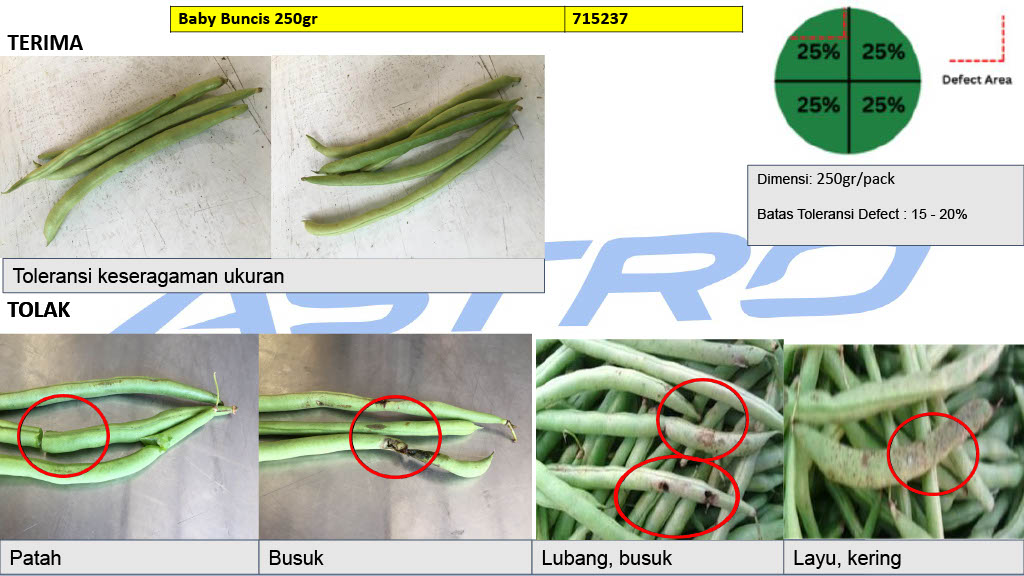 Baby Buncis 250gr 715237
TERIMA
25% 25%
25% 25%
Defect Area
Dimensi: 250gr/pack
Batas Toleransi Defect : 15 - 20%
Toleransi keseragaman ukuran
ASTRO
TOLAK
Patah
Busuk
Lubang, busuk
Layu, kering